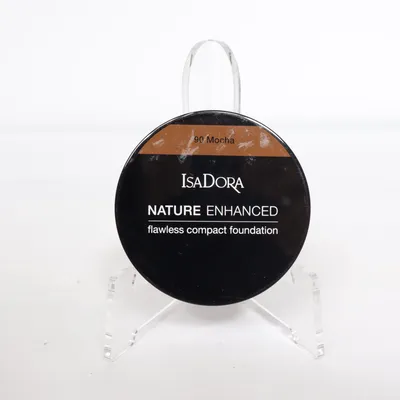 90 Mocha
IsaDora
NATURE ENHANCED
flawless compact foundation